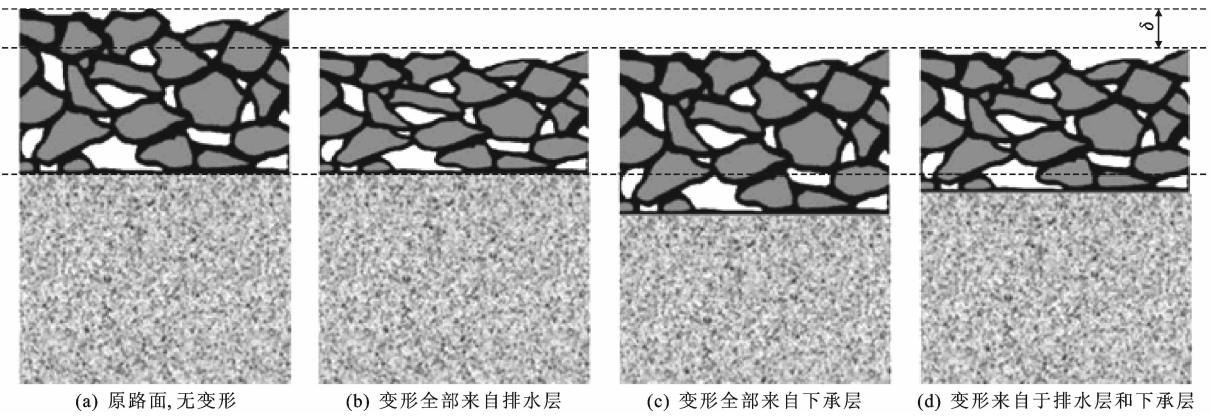 δ
(a) 原路面,无变形
(b) 变形全部来自排水层
(c) 变形全部来自下承层
(d) 变形来自于排水层和下承层